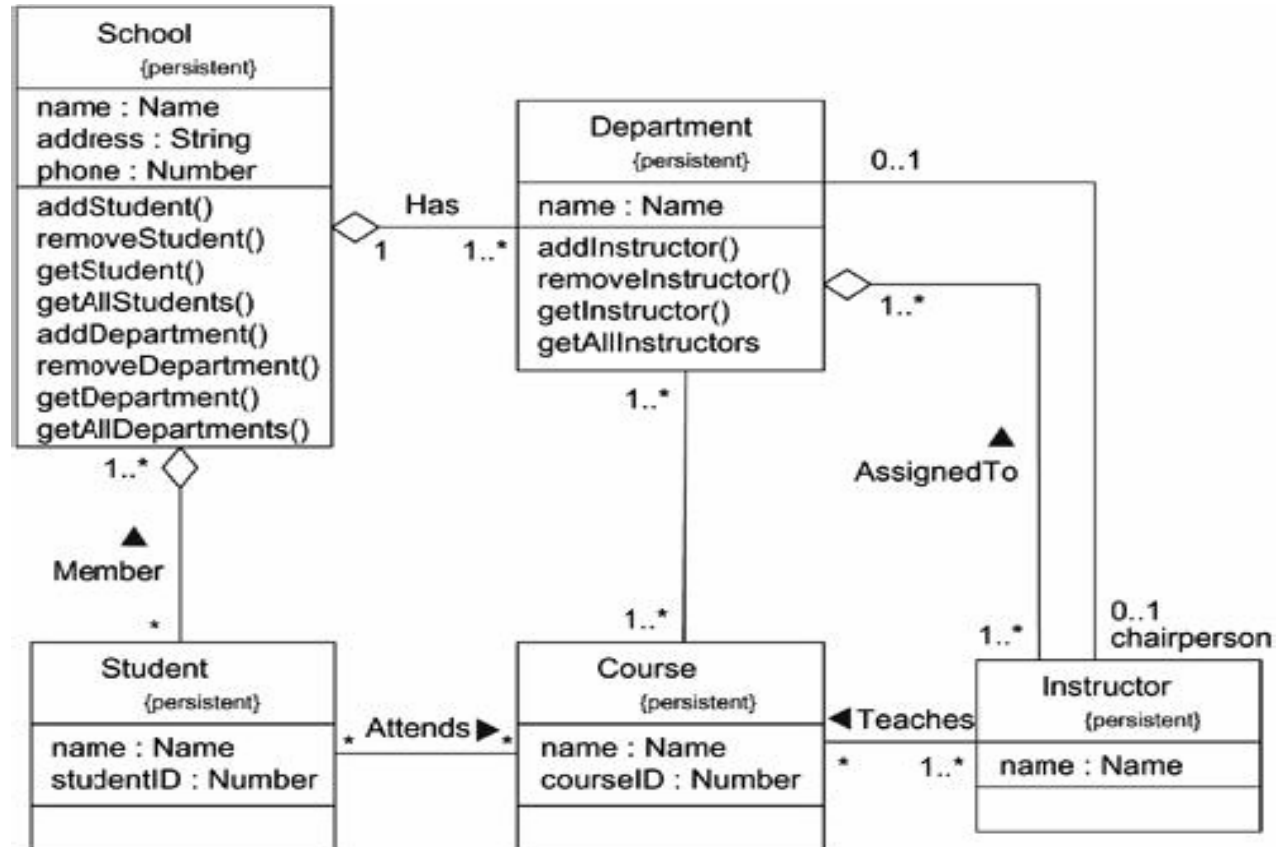 School
{persistent}
name : Name
address : String
phone : Number
addStudent()
removeStudent()
getStudent()
getAllStudents()
addDepartment()
removeDepartment()
getDepartment()
getAllDepartments()
Has
1
1..*
Department
{persistent}
name : Name
addInstructor()
removeInstructor()
getInstructor()
getAllInstructors
0..1
1..*
1..*
1..*
Member
*
AssignedTo
1..*
1..*
0..1
chairperson
Student
{persistent}
name : Name
studentID : Number
* Attends *
Course
{persistent}
name : Name
courseID : Number
Teaches
* 1..*
Instructor
{persistent}
name : Name